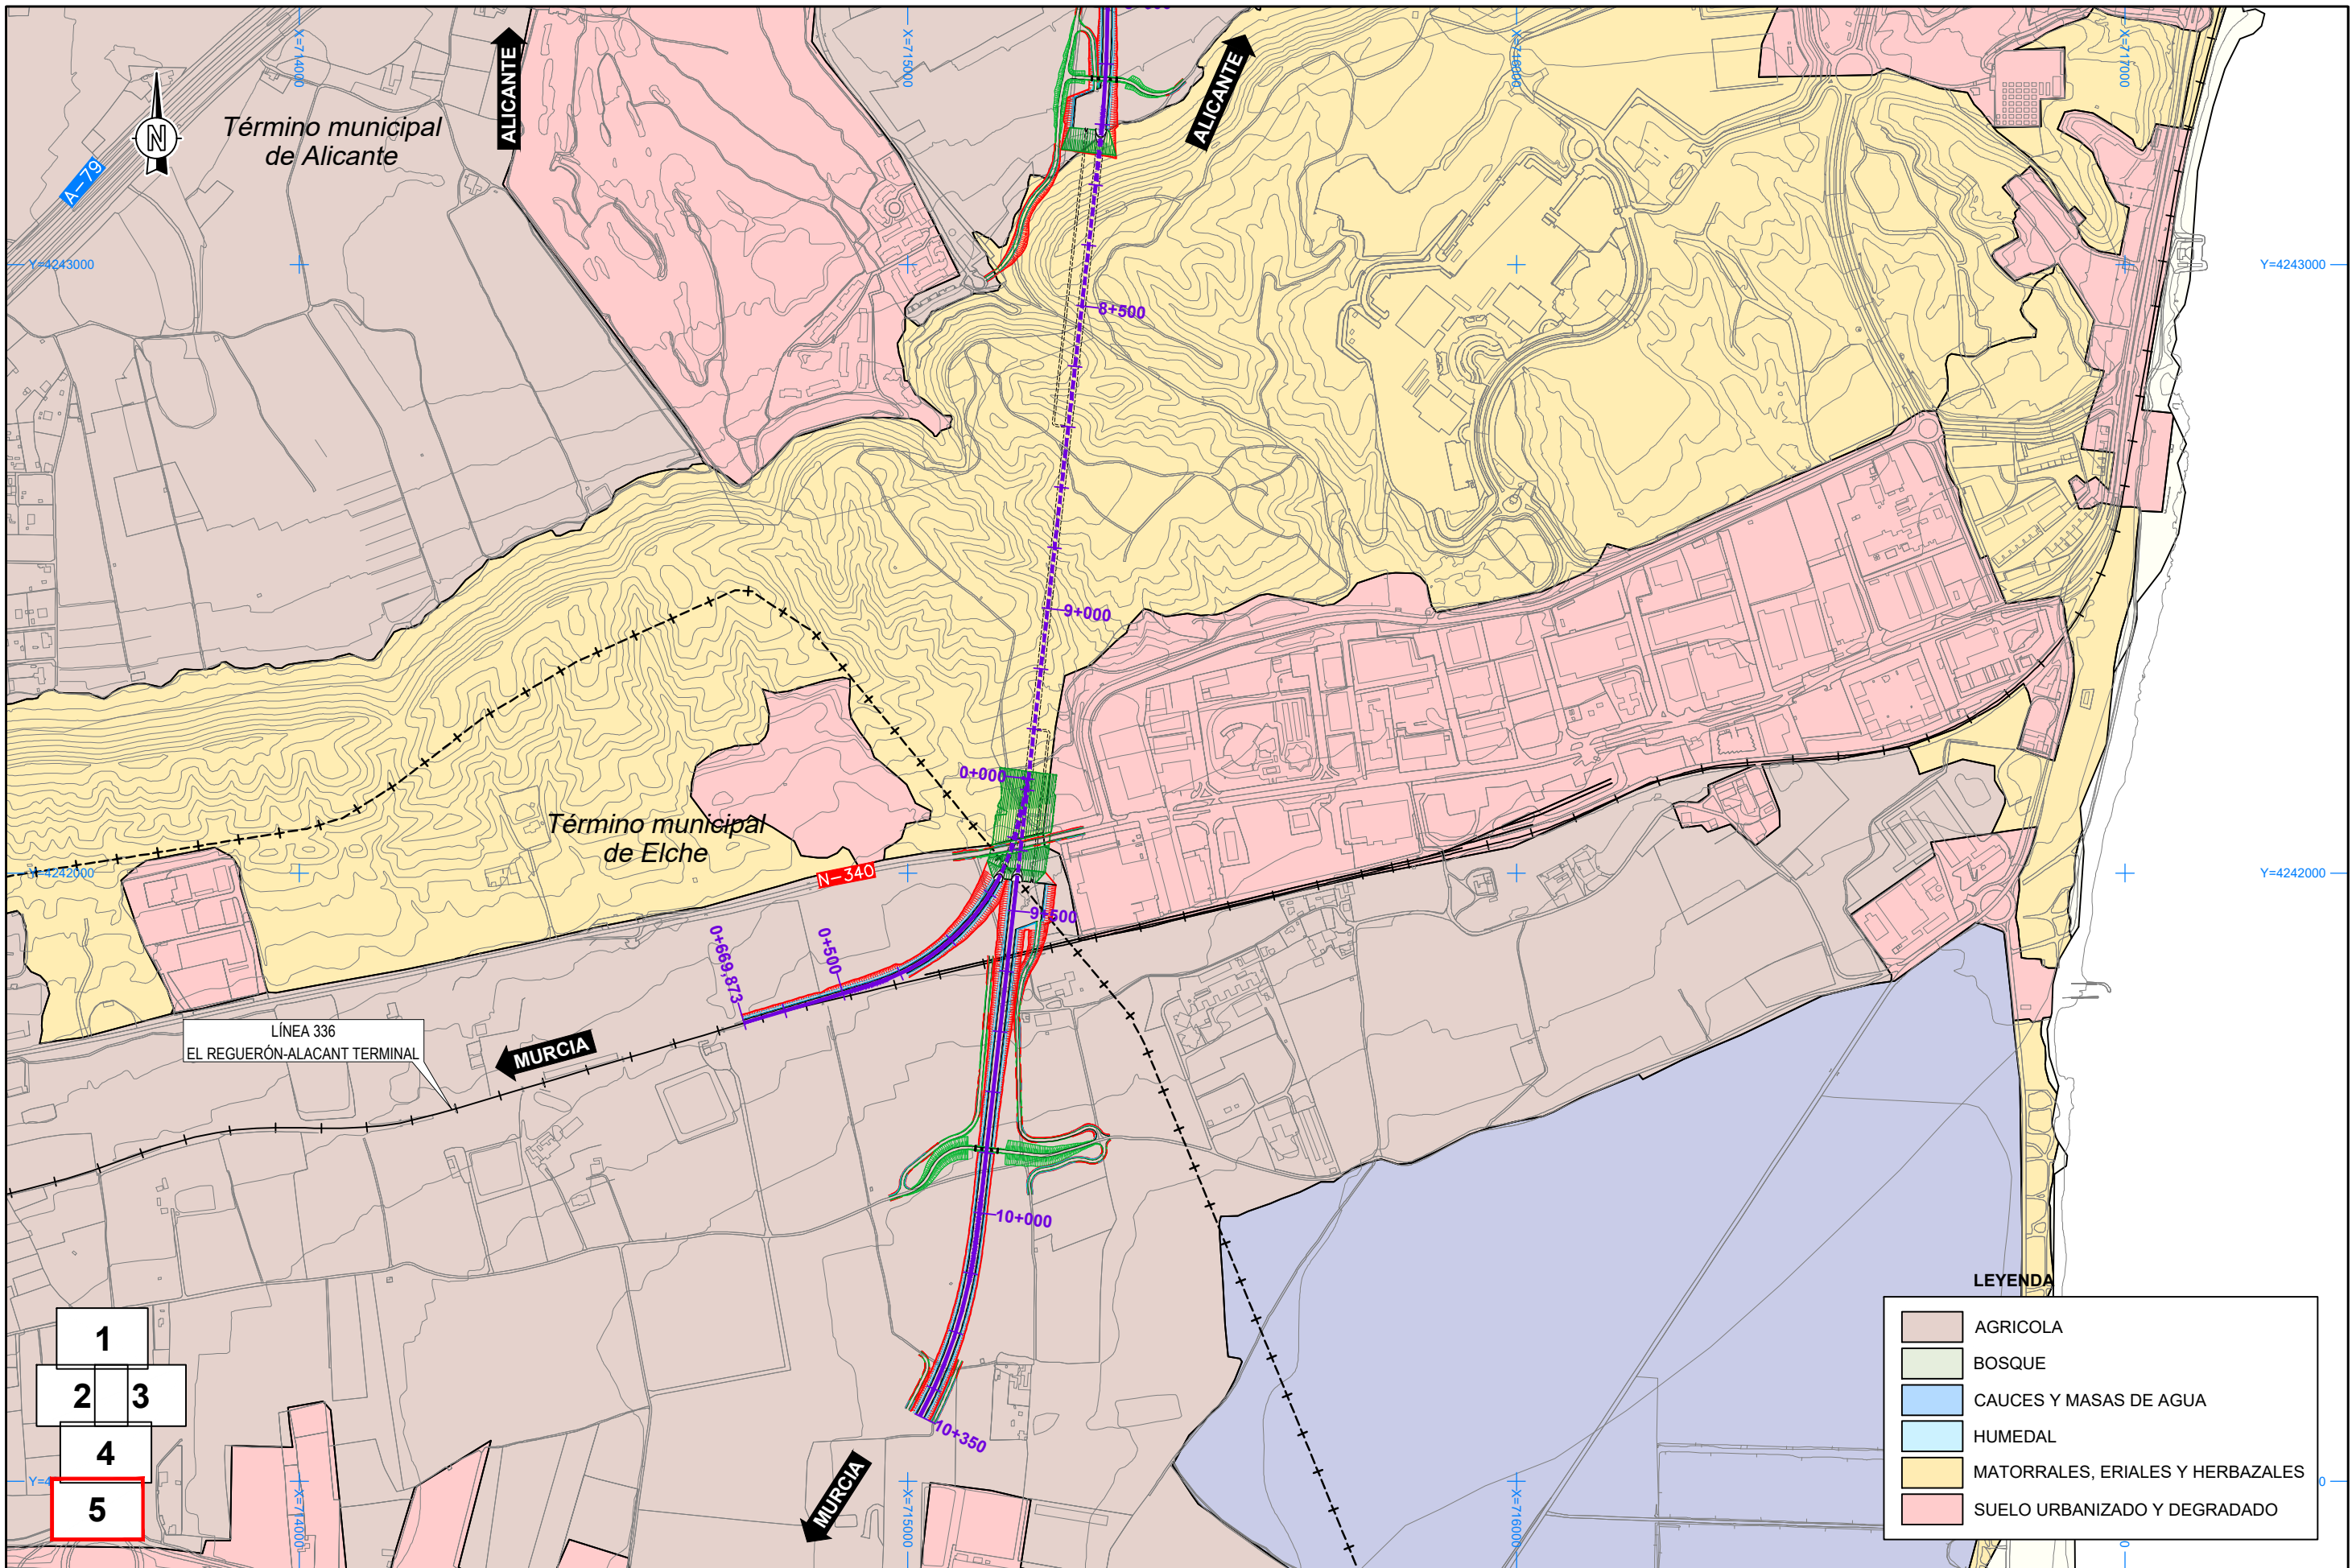 X=714000
X=715000
X=716000
X=717000
ALICANTE
ALICANTE
N
Término municipal
de Alicante
A-79
Y=4243000
Y=4243000
8+500
9+000
0+000
Término municipal
de Elche
N-340
Y=4242000
Y=4242000
9+500
0+500
0+669,873
LÍNEA 336
EL REGUERÓN-ALACANT TERMINAL
MURCIA
10+000
10+350
MURCIA
1
2
3
4
5
X=714000
X=715000
X=716000
LEYENDA
AGRICOLA
BOSQUE
CAUCES Y MASAS DE AGUA
HUMEDAL
MATORRALES, ERIALES Y HERBAZALES
SUELO URBANIZADO Y DEGRADADO